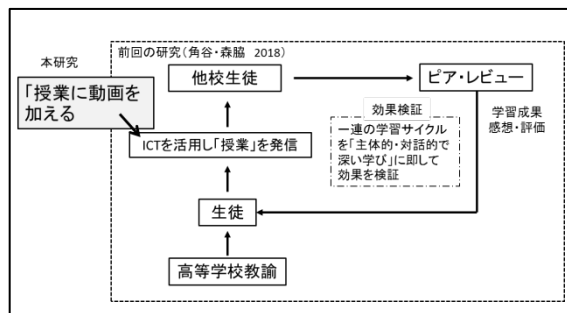 本研究
前回の研究(角谷・森脇 2018)
「授業に動画を
加える
他校生徒
ピア・レビュー
効果検証
一連の学習サイクル
を「主体的・対話的で
深い学び」に即して
効果を検証
学習成果
感想・評価
ICTを活用し「授業」を発信
生徒
高等学校教諭